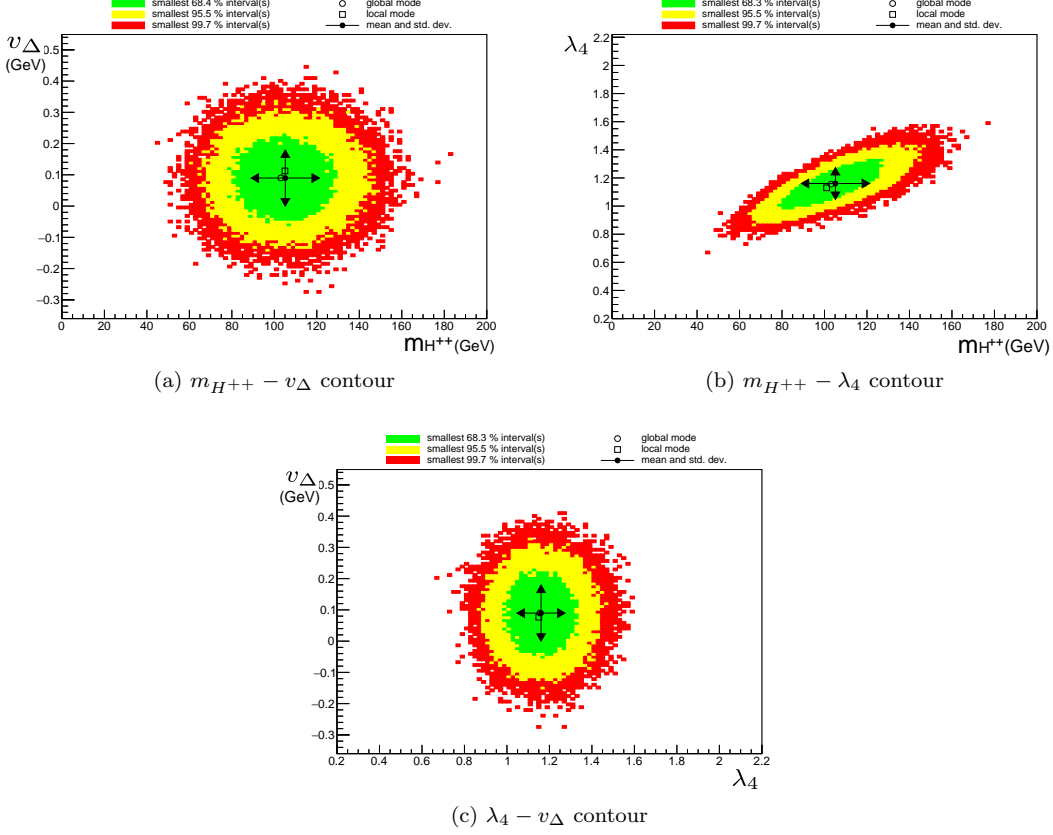 smallest 68.4 % interval(s) global mode
smallest 95.5 % interval(s) local mode
smallest 99.7 % interval(s) mean and std. dev.
v_Δ
(GeV)
0.5
0.4
0.3
0.2
0.1
0
−0.1
−0.2
−0.3
0 20 40 60 80 100 120 140 160 180 200
m_H++ (GeV)
(a) m_{H++} − v_Δ contour
smallest 68.3 % interval(s) global mode
smallest 95.5 % interval(s) local mode
smallest 99.7 % interval(s) mean and std. dev.
λ4
2.2
2
1.8
1.6
1.4
1.2
1
0.8
0.6
0.4
0.2
0 20 40 60 80 100 120 140 160 180 200
m_H++ (GeV)
(b) m_{H++} − λ4 contour
smallest 68.3 % interval(s) global mode
smallest 95.5 % interval(s) local mode
smallest 99.7 % interval(s) mean and std. dev.
v_Δ
(GeV)
0.5
0.4
0.3
0.2
0.1
0
−0.1
−0.2
−0.3
0.2 0.4 0.6 0.8 1 1.2 1.4 1.6 1.8 2 2.2
λ4
(c) λ4 − v_Δ contour